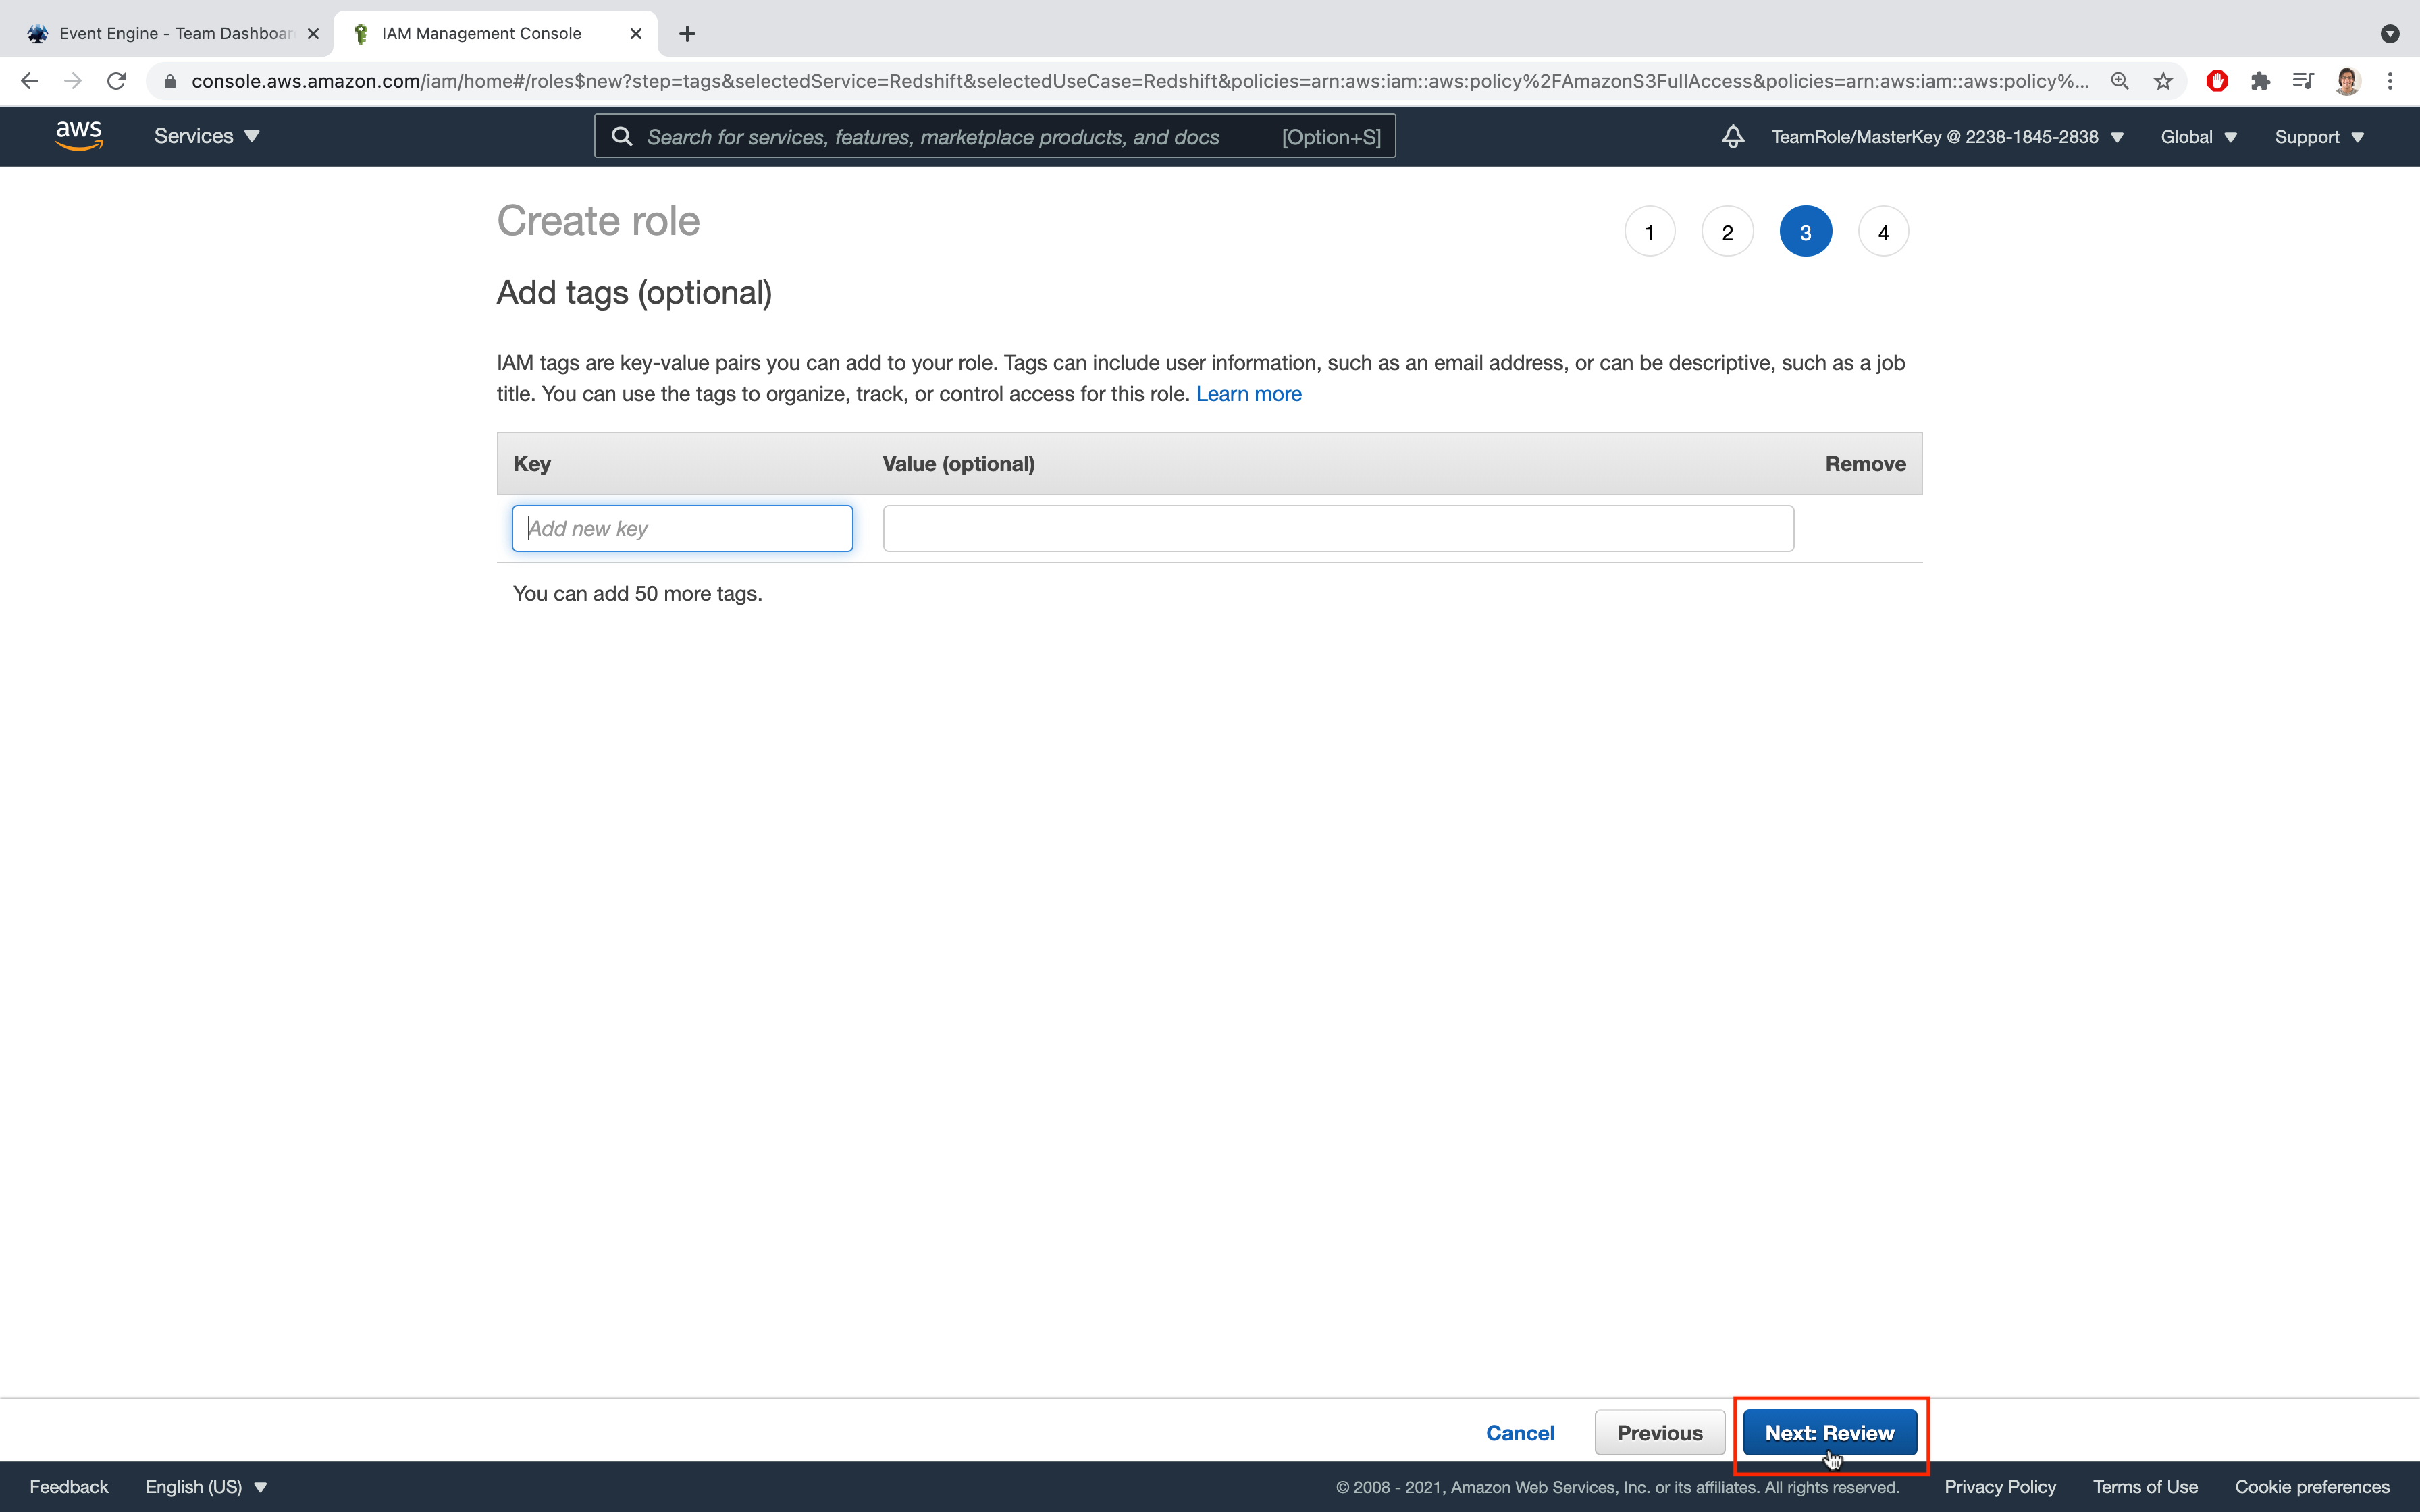 Event Engine - Team Dashboar
IAM Management Console
console.aws.amazon.com/iam/home#/roles$new?step=tags&selectedService=Redshift&selectedUseCase=Redshift&policies=arn:aws:iam::aws:policy%2FAmazonS3FullAccess&policies=arn:aws:iam::aws:policy%...
aws
Services
Search for services, features, marketplace products, and docs
[Option+S]
TeamRole/MasterKey @ 2238-1845-2838
Global
Support
Create role
1
2
3
4
Add tags (optional)
IAM tags are key-value pairs you can add to your role. Tags can include user information, such as an email address, or can be descriptive, such as a job
title. You can use the tags to organize, track, or control access for this role. Learn more
Key
Value (optional)
Remove
Add new key
You can add 50 more tags.
Cancel
Previous
Next: Review
Feedback
English (US)
© 2008 - 2021, Amazon Web Services, Inc. or its affiliates. All rights reserved.
Privacy Policy
Terms of Use
Cookie preferences